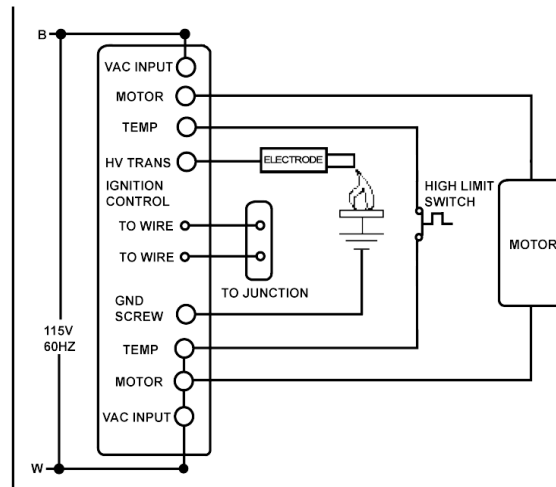 B
VAC INPUT
MOTOR
TEMP
HV TRANS
ELECTRODE
IGNITION
CONTROL
HIGH LIMIT
SWITCH
TO WIRE
TO WIRE
MOTOR
TO JUNCTION
GND
SCREW
115V
60HZ
TEMP
MOTOR
VAC INPUT
W